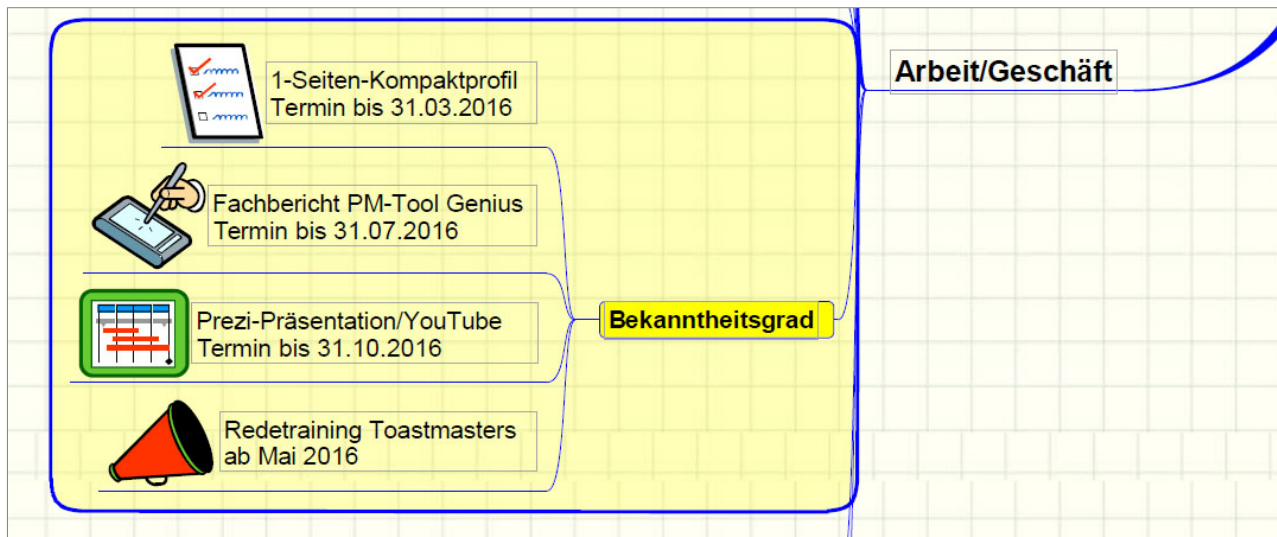 Arbeit/Geschäft
1-Seiten-Kompaktprofil
Termin bis 31.03.2016
Fachbericht PM-Tool Genius
Termin bis 31.07.2016
Prezi-Präsentation/YouTube
Termin bis 31.10.2016
Bekanntheitsgrad
Redetraining Toastmasters
ab Mai 2016